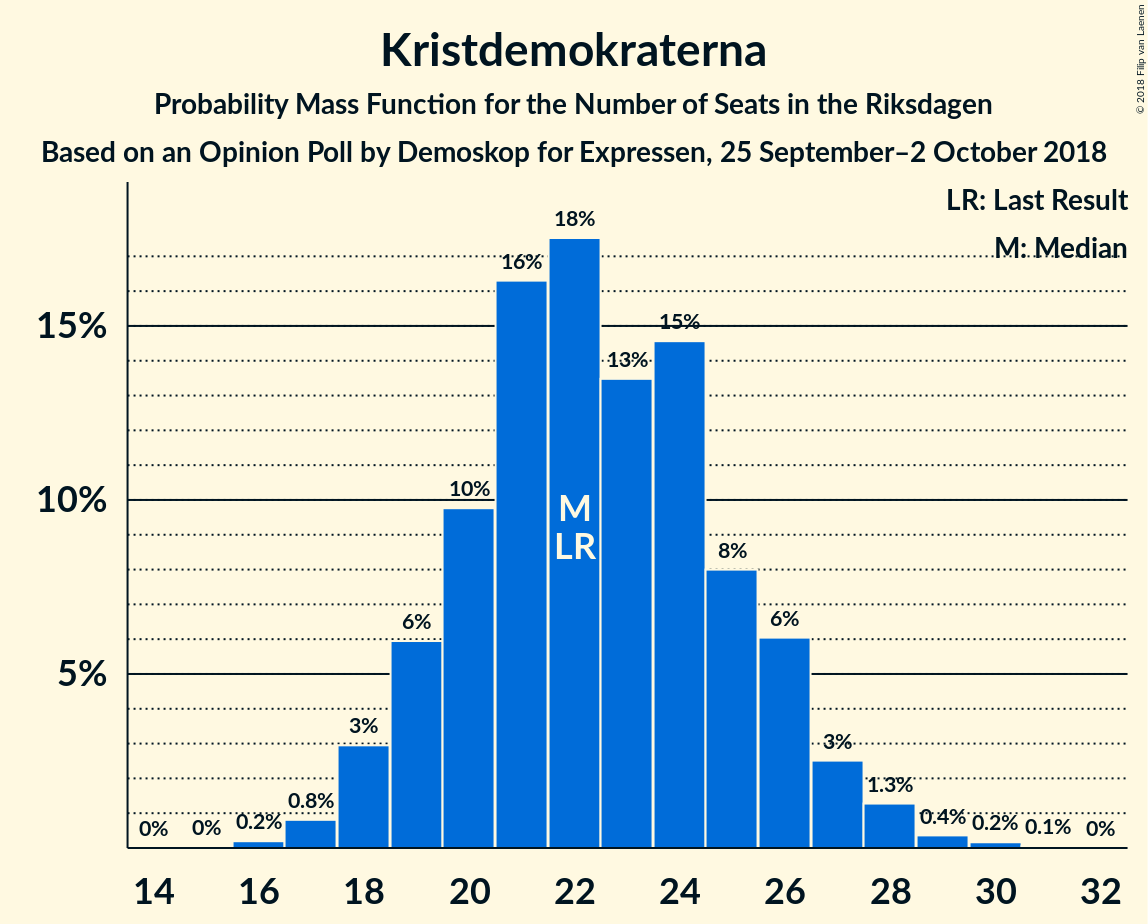 Kristdemokraterna
Probability Mass Function for the Number of Seats in the Riksdagen
Based on an Opinion Poll by Demoskop for Expressen, 25 September–2 October 2018
© 2018 Filip van Laenen
LR: Last Result
M: Median
15%
10%
5%
0%
0%
0.2%
0.8%
3%
6%
10%
16%
18%
13%
15%
8%
6%
3%
1.3%
0.4%
0.2%
0.1%
0%
M
LR
14 16 18 20 22 24 26 28 30 32